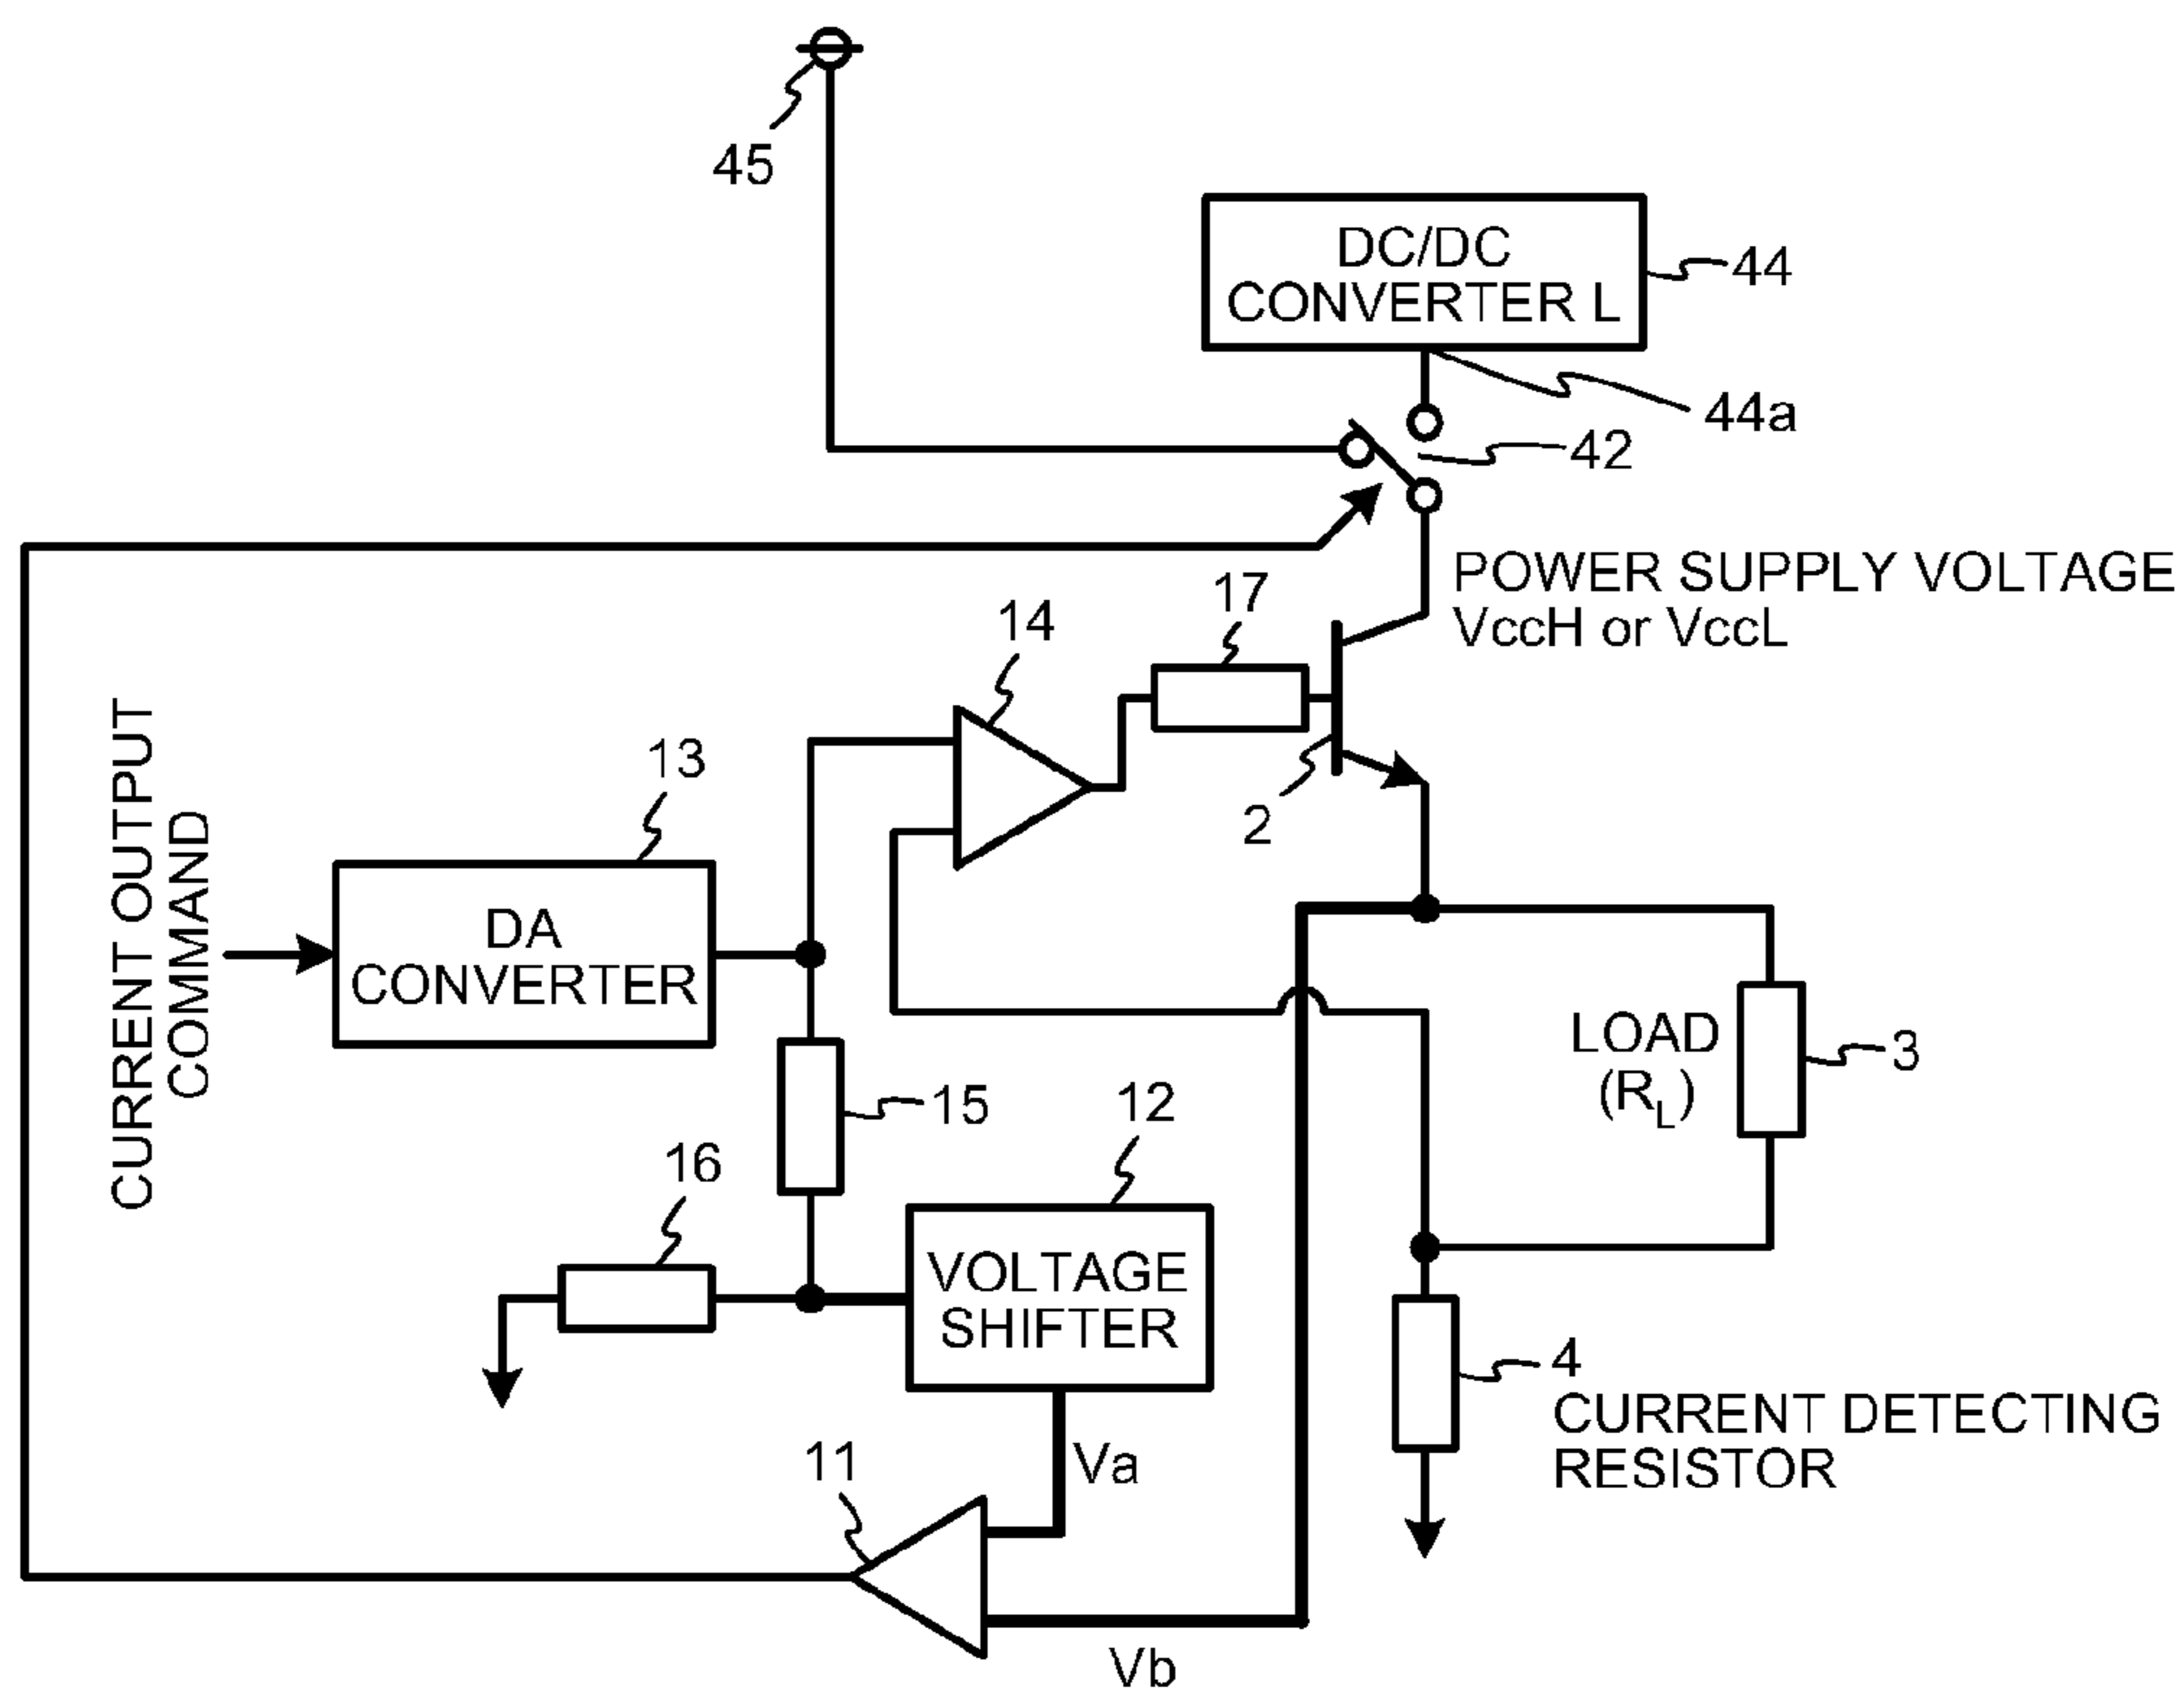 45
DC/DC
CONVERTER L
44
44a
42
POWER SUPPLY VOLTAGE
VccH or VccL
17
14
2
13
CURRENT OUTPUT
COMMAND
DA
CONVERTER
LOAD
(RL)
3
15
12
16
VOLTAGE
SHIFTER
4
CURRENT DETECTING
RESISTOR
11
Va
Vb